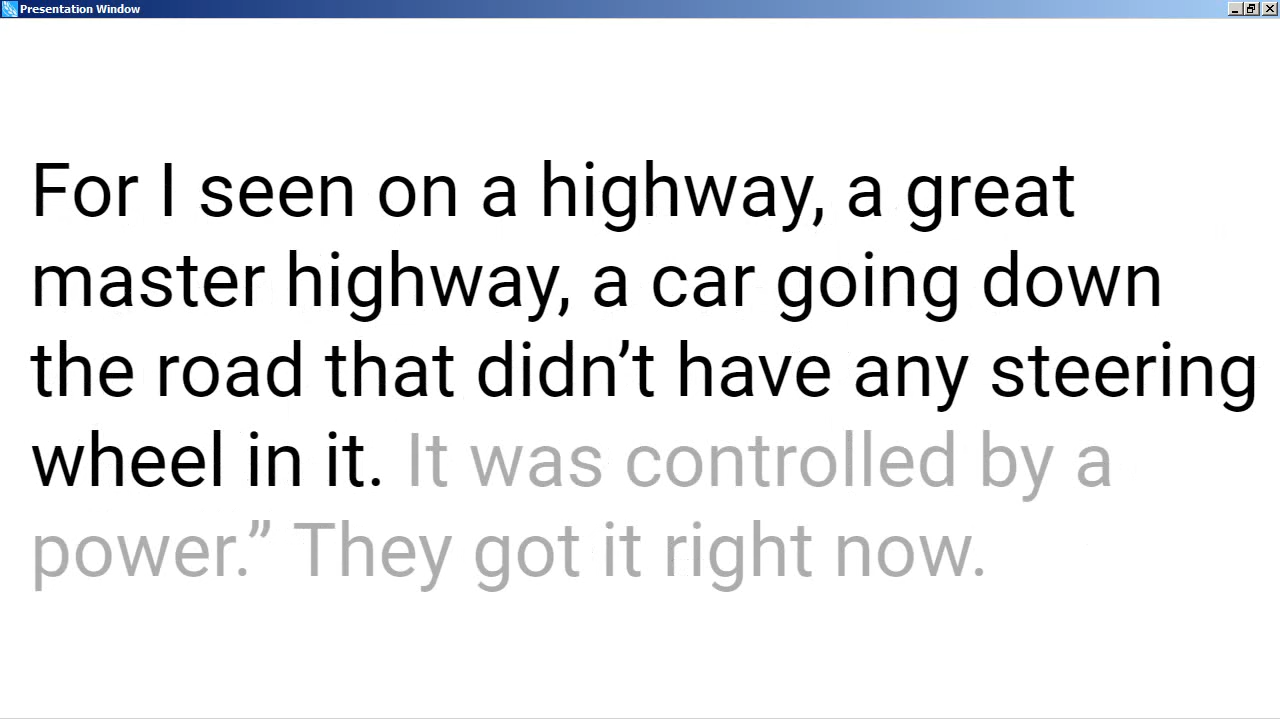 Presentation Window
For I seen on a highway, a great
master highway, a car going down
the road that didn’t have any steering
wheel in it. It was controlled by a
power.” They got it right now.